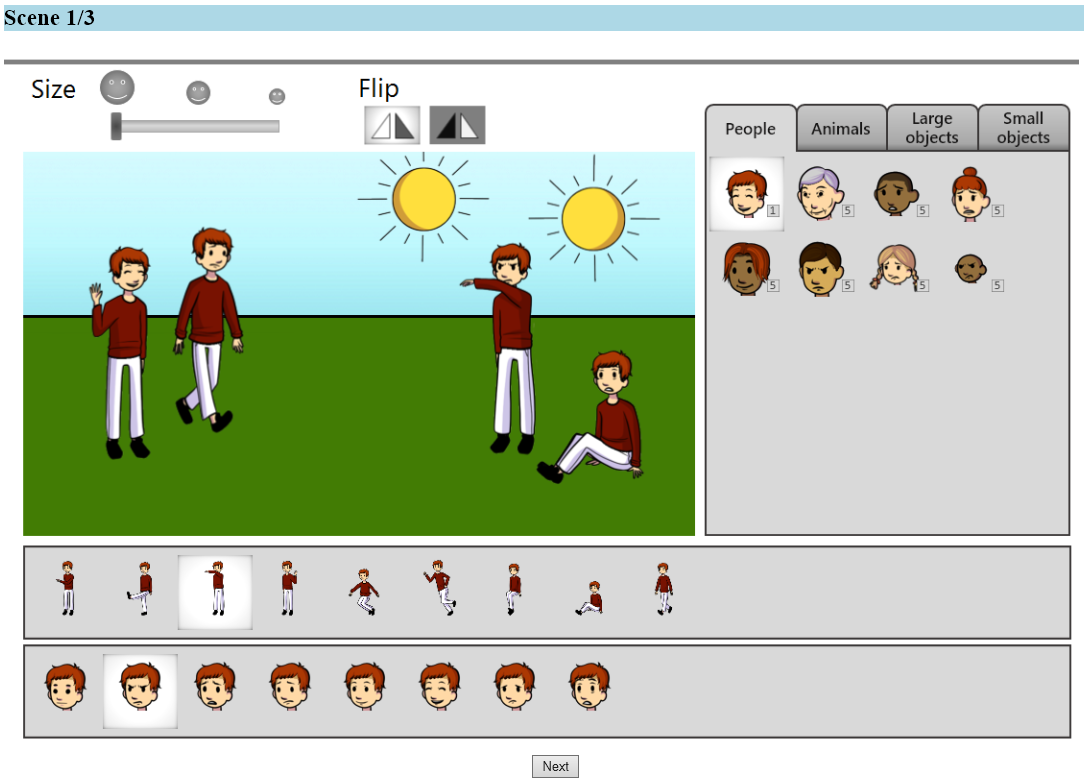 Scene 1/3
Size
Flip
People
Animals
Large
objects
Small
objects
1
5
5
5
5
5
5
5
Next